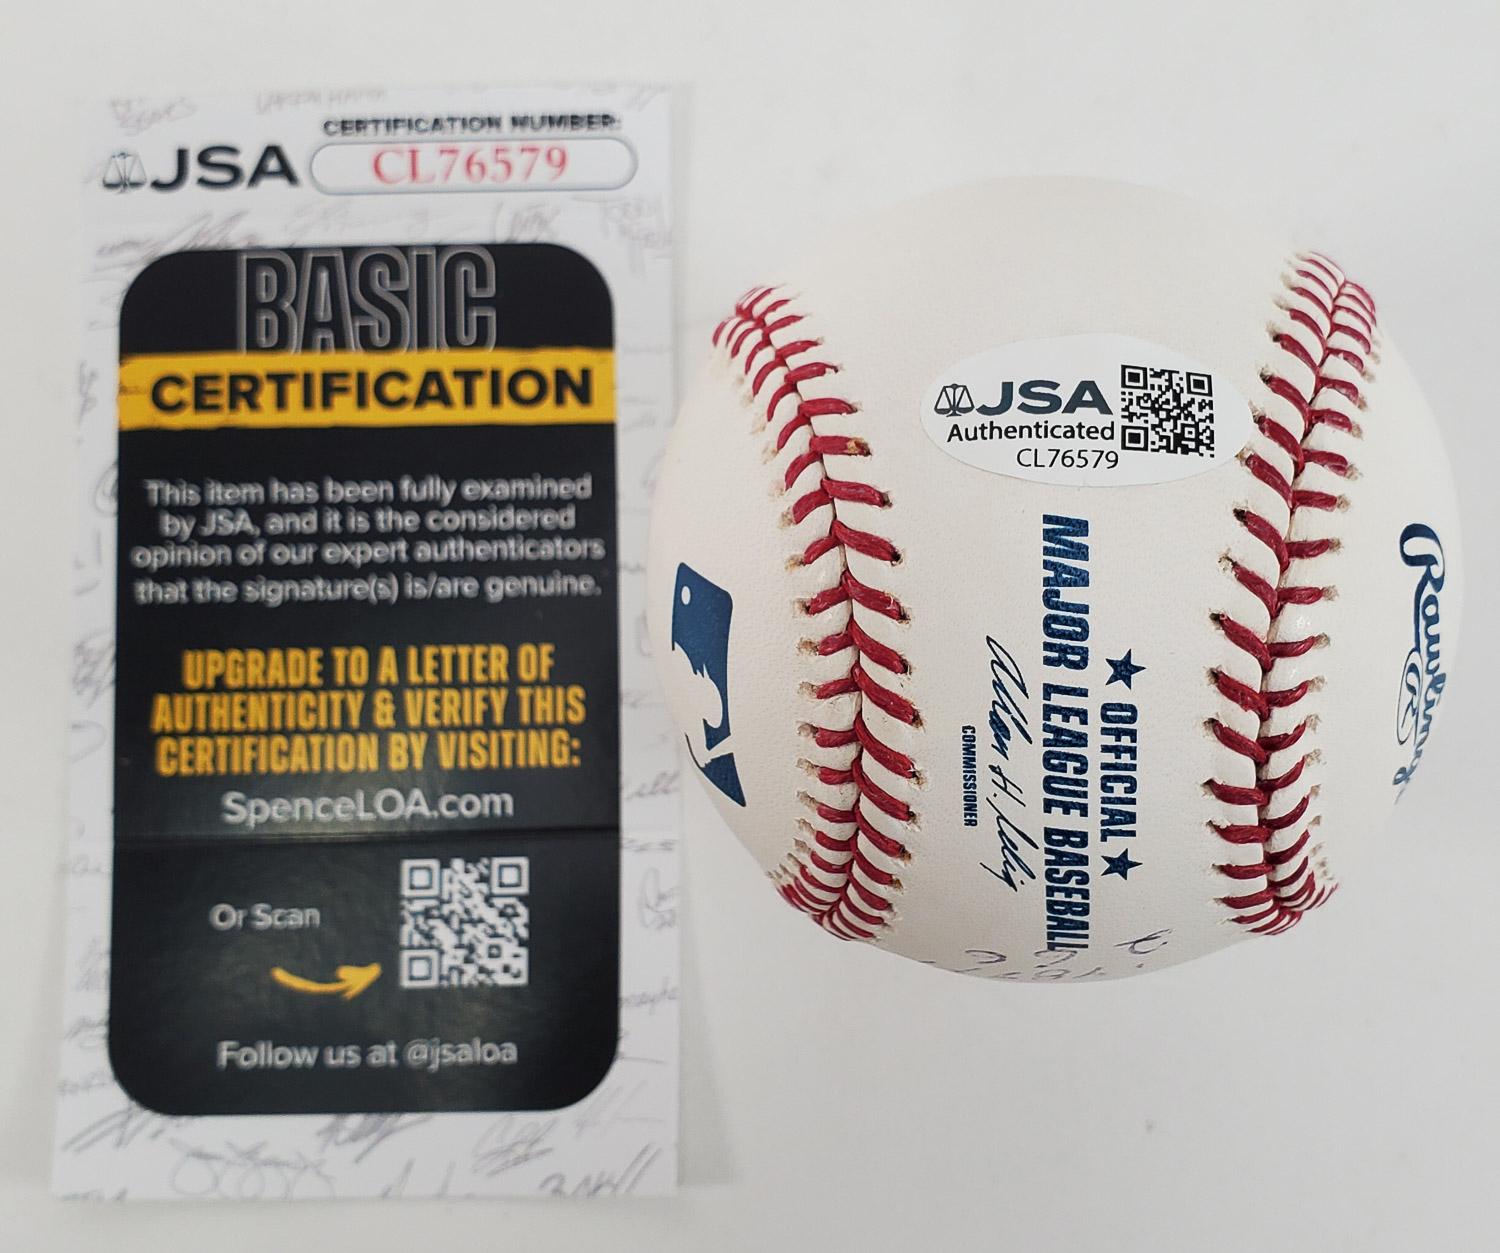 CERTIFICATION NUMBER:
JSA CL76579
BASIC
CERTIFICATION
This item has been fully examined
by JSA, and it is the considered
opinion of our expert authenticators
that the signature(s) is/are genuine.
UPGRADE TO A LETTER OF
AUTHENTICITY & VERIFY THIS
CERTIFICATION BY VISITING:
SpenceLOA.com
Or Scan
Follow us at @jsaloa
JSA
Authenticated
CL76579
★ OFFICIAL ★
MAJOR LEAGUE BASEBALL
Allan H. Selig
COMMISSIONER
Rawlings
R